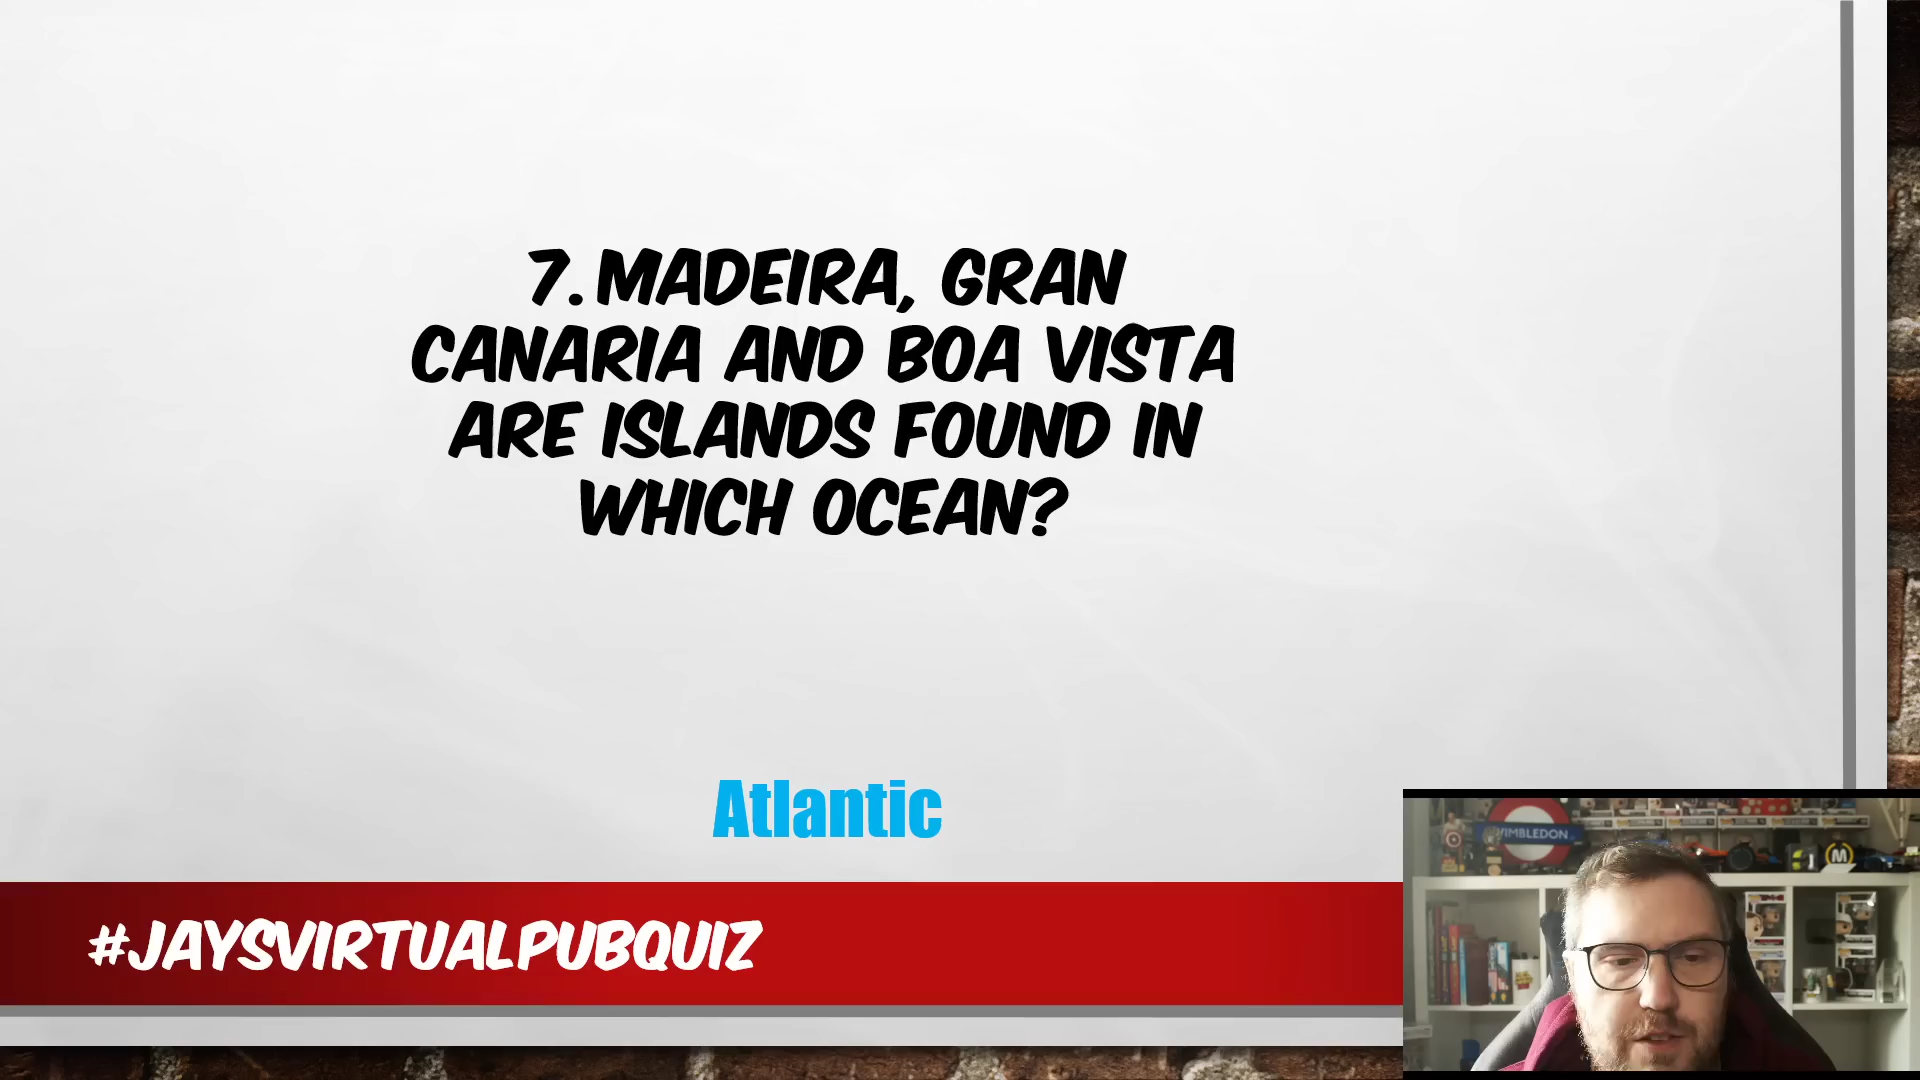 7. MADEIRA, GRAN
CANARIA AND BOA VISTA
ARE ISLANDS FOUND IN
WHICH OCEAN?
Atlantic
#JAYSVIRTUALPUBQUIZ
WIMBLEDON
M